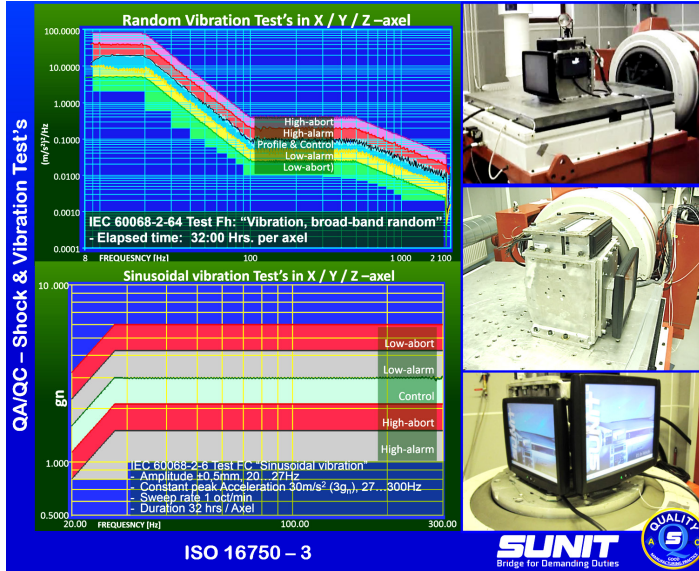 QA/QC – Shock & Vibration Test's
Random Vibration Test's in X / Y / Z –axel
100.0000
10.0000
1.0000
0.1000
0.0100
0.0010
0.0001
(m/s²)²/Hz
High-abort
High-alarm
Profile & Control
Low-alarm
Low-abort)
IEC 60068-2-64 Test Fh: “Vibration, broad-band random”
- Elapsed time: 32:00 Hrs. per axel
8 FREQUESNCY [Hz] 100 1 000 2 100
Sinusoidal vibration Test's in X / Y / Z –axel
10.000
1.000
0.5000
gn
Low-abort
Low-alarm
Control
High-abort
High-alarm
IEC 60068-2-6 Test FC “Sinusoidal vibration”
- Amplitude ±0,5mm, 20…27Hz
- Constant peak Acceleration 30m/s² (3gn), 27…300Hz
- Sweep rate 1 oct/min
- Duration 32 hrs / Axel
20.00 FREQUESNCY [Hz] 100.00 300.00
ISO 16750 – 3
SUNIT
Bridge for Demanding Duties
QUALITY
S
GOOD